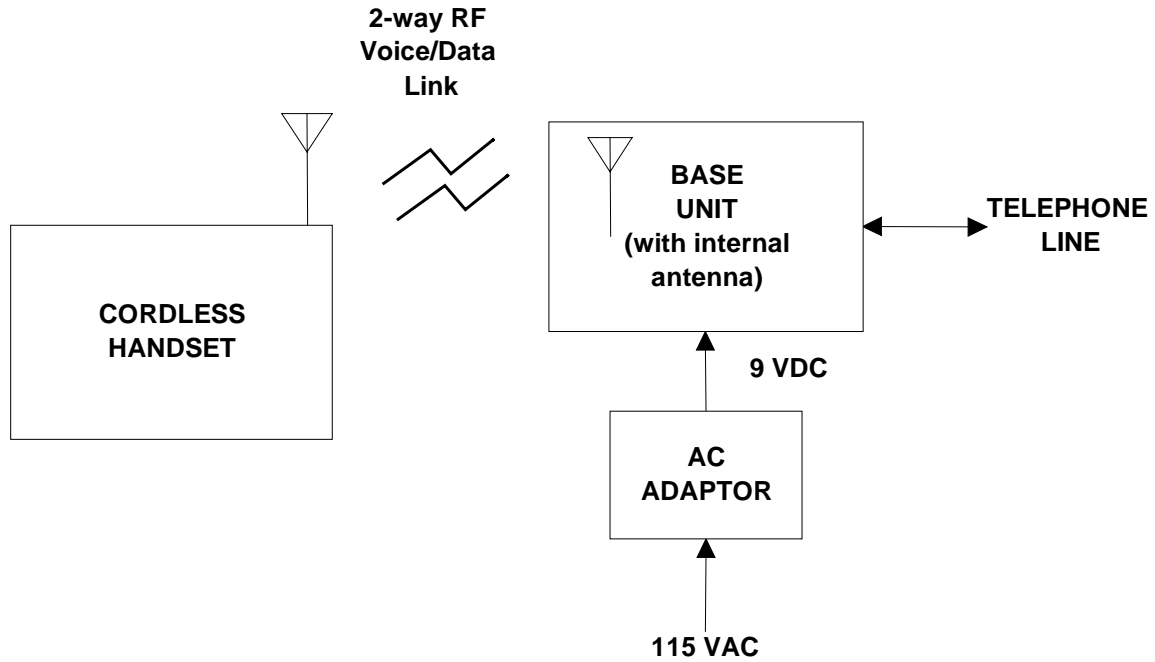 2-way RF
Voice/Data
Link
BASE
UNIT
(with internal
antenna)
TELEPHONE
LINE
CORDLESS
HANDSET
9 VDC
AC
ADAPTOR
115 VAC